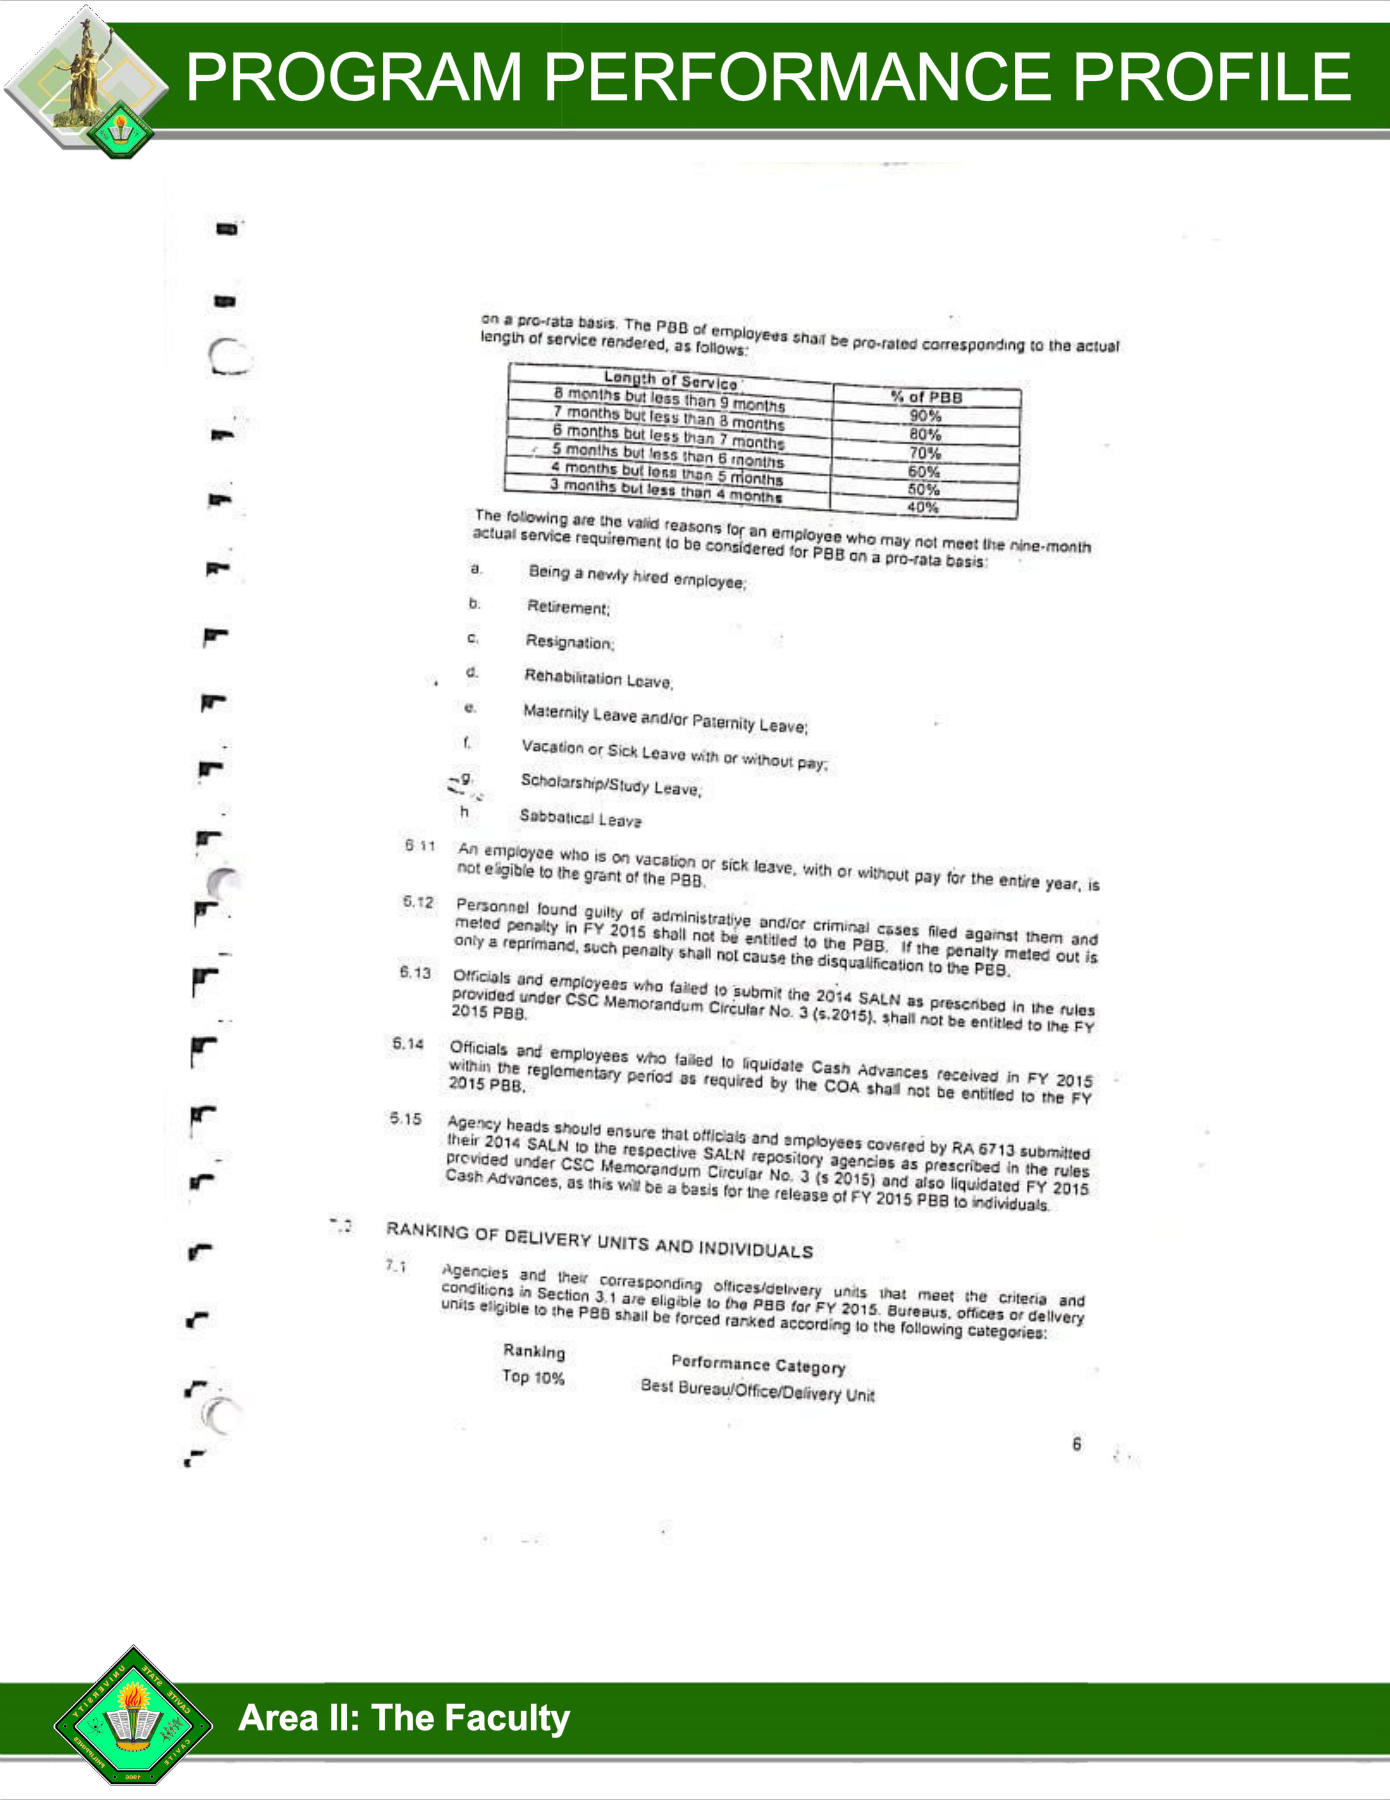 PROGRAM PERFORMANCE PROFILE
on a pro-rata basis. The PBB of employees shall be pro-rated corresponding to the actual
length of service rendered, as follows:
Length of Service % of PBB
8 months but less than 9 months 90%
7 months but less than 8 months 80%
6 months but less than 7 months 70%
5 months but less than 6 months 60%
4 months but less than 5 months 50%
3 months but less than 4 months 40%
The following are the valid reasons for an employee who may not meet the nine-month
actual service requirement to be considered for PBB on a pro-rata basis:
a. Being a newly hired employee;
b. Retirement;
c. Resignation;
d. Rehabilitation Leave,
e. Maternity Leave and/or Paternity Leave;
f. Vacation or Sick Leave with or without pay;
g. Scholarship/Study Leave;
h Sabbatical Leave
6 11 An employee who is on vacation or sick leave, with or without pay for the entire year, is
not eligible to the grant of the PBB.
6.12 Personnel found guilty of administrative and/or criminal cases filed against them and
meted penalty in FY 2015 shall not be entitled to the PBB. If the penalty meted out is
only a reprimand, such penalty shall not cause the disqualification to the PBB.
6.13 Officials and employees who failed to submit the 2014 SALN as prescribed in the rules
provided under CSC Memorandum Circular No. 3 (s.2015), shall not be entitled to the FY
2015 PBB.
6.14 Officials and employees who failed to liquidate Cash Advances received in FY 2015
within the reglementary period as required by the COA shall not be entitled to the FY
2015 PBB.
6.15 Agency heads should ensure that officials and employees covered by RA 6713 submitted
their 2014 SALN to the respective SALN repository agencies as prescribed in the rules
provided under CSC Memorandum Circular No. 3 (s 2015) and also liquidated FY 2015
Cash Advances, as this will be a basis for the release of FY 2015 PBB to individuals.
RANKING OF DELIVERY UNITS AND INDIVIDUALS
7.1 Agencies and their corresponding offices/delivery units that meet the criteria and
conditions in Section 3.1 are eligible to the PBB for FY 2015. Bureaus, offices or delivery
units eligible to the PBB shall be forced ranked according to the following categories:
Ranking Performance Category
Top 10% Best Bureau/Office/Delivery Unit
6
CAVITE STATE UNIVERSITY
CAVITE
PHILIPPINES
1906
Area II: The Faculty